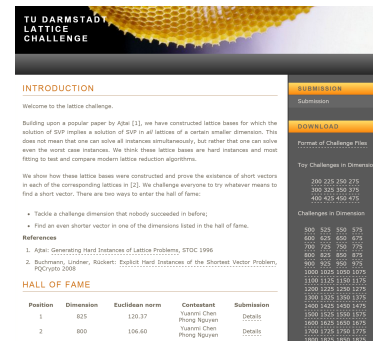 TU DARMSTADT
LATTICE
CHALLENGE
INTRODUCTION
Welcome to the lattice challenge.
Building upon a popular paper by Ajtai [1], we have constructed lattice bases for which the
solution of SVP implies a solution of SVP in all lattices of a certain smaller dimension. This
does not mean that one can solve all instances simultaneously, but rather that one can solve
even the worst case instances. We think these lattice bases are hard instances and most
fitting to test and compare modern lattice reduction algorithms.
We show how these lattice bases were constructed and prove the existence of short vectors
in each of the corresponding lattices in [2]. We challenge everyone to try whatever means to
find a short vector. There are two ways to enter the hall of fame:
• Tackle a challenge dimension that nobody succeeded in before;
• Find an even shorter vector in one of the dimensions listed in the hall of fame.
References
1. Ajtai: Generating Hard Instances of Lattice Problems, STOC 1996
2. Buchmann, Lindner, Rückert: Explicit Hard Instances of the Shortest Vector Problem,
PQCrypto 2008
HALL OF FAME
Position Dimension Euclidean norm Contestant Submission
1 825 120.37 Yuanmi Chen Phong Nguyen Details
2 800 106.60 Yuanmi Chen Phong Nguyen Details
SUBMISSION
Submission
DOWNLOAD
Format of Challenge Files
Toy Challenges in Dimension
200 225 250 275
300 325 350 375
400 425 450 475
Challenges in Dimension
500 525 550 575
600 625 650 675
700 725 750 775
800 825 850 875
900 925 950 975
1000 1025 1050 1075
1100 1125 1150 1175
1200 1225 1250 1275
1300 1325 1350 1375
1400 1425 1450 1475
1500 1525 1550 1575
1600 1625 1650 1675
1700 1725 1750 1775
1800 1825 1850 1875